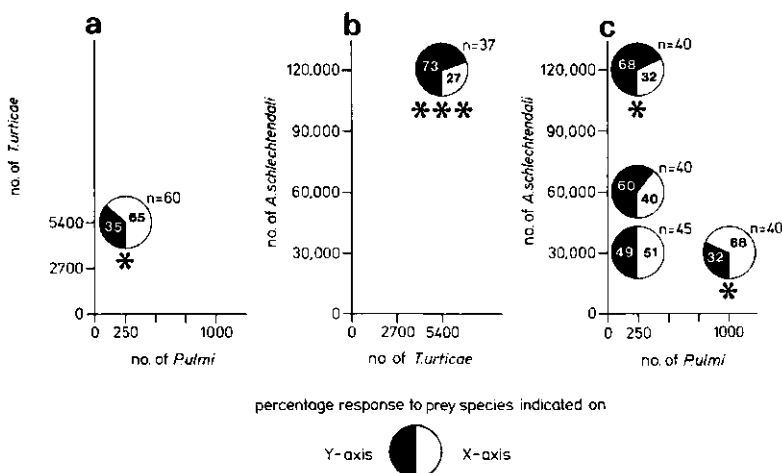 a
no. of T.urticae
5400
2700
0
35
65
n=60
*
0 250 1000
no. of P.ulmi
b
no. of A.schlechtendali
120,000
90,000
60,000
30,000
0
73
27
n=37
* * *
0 2700 5400
no. of T.urticae
c
no. of A.schlechtendali
120,000
90,000
60,000
30,000
0
68
32
n=40
*
60
40
n=40
49
51
n=45
68
32
n=40
*
0 250 1000
no. of P.ulmi
percentage response to prey species indicated on
Y-axis
X-axis